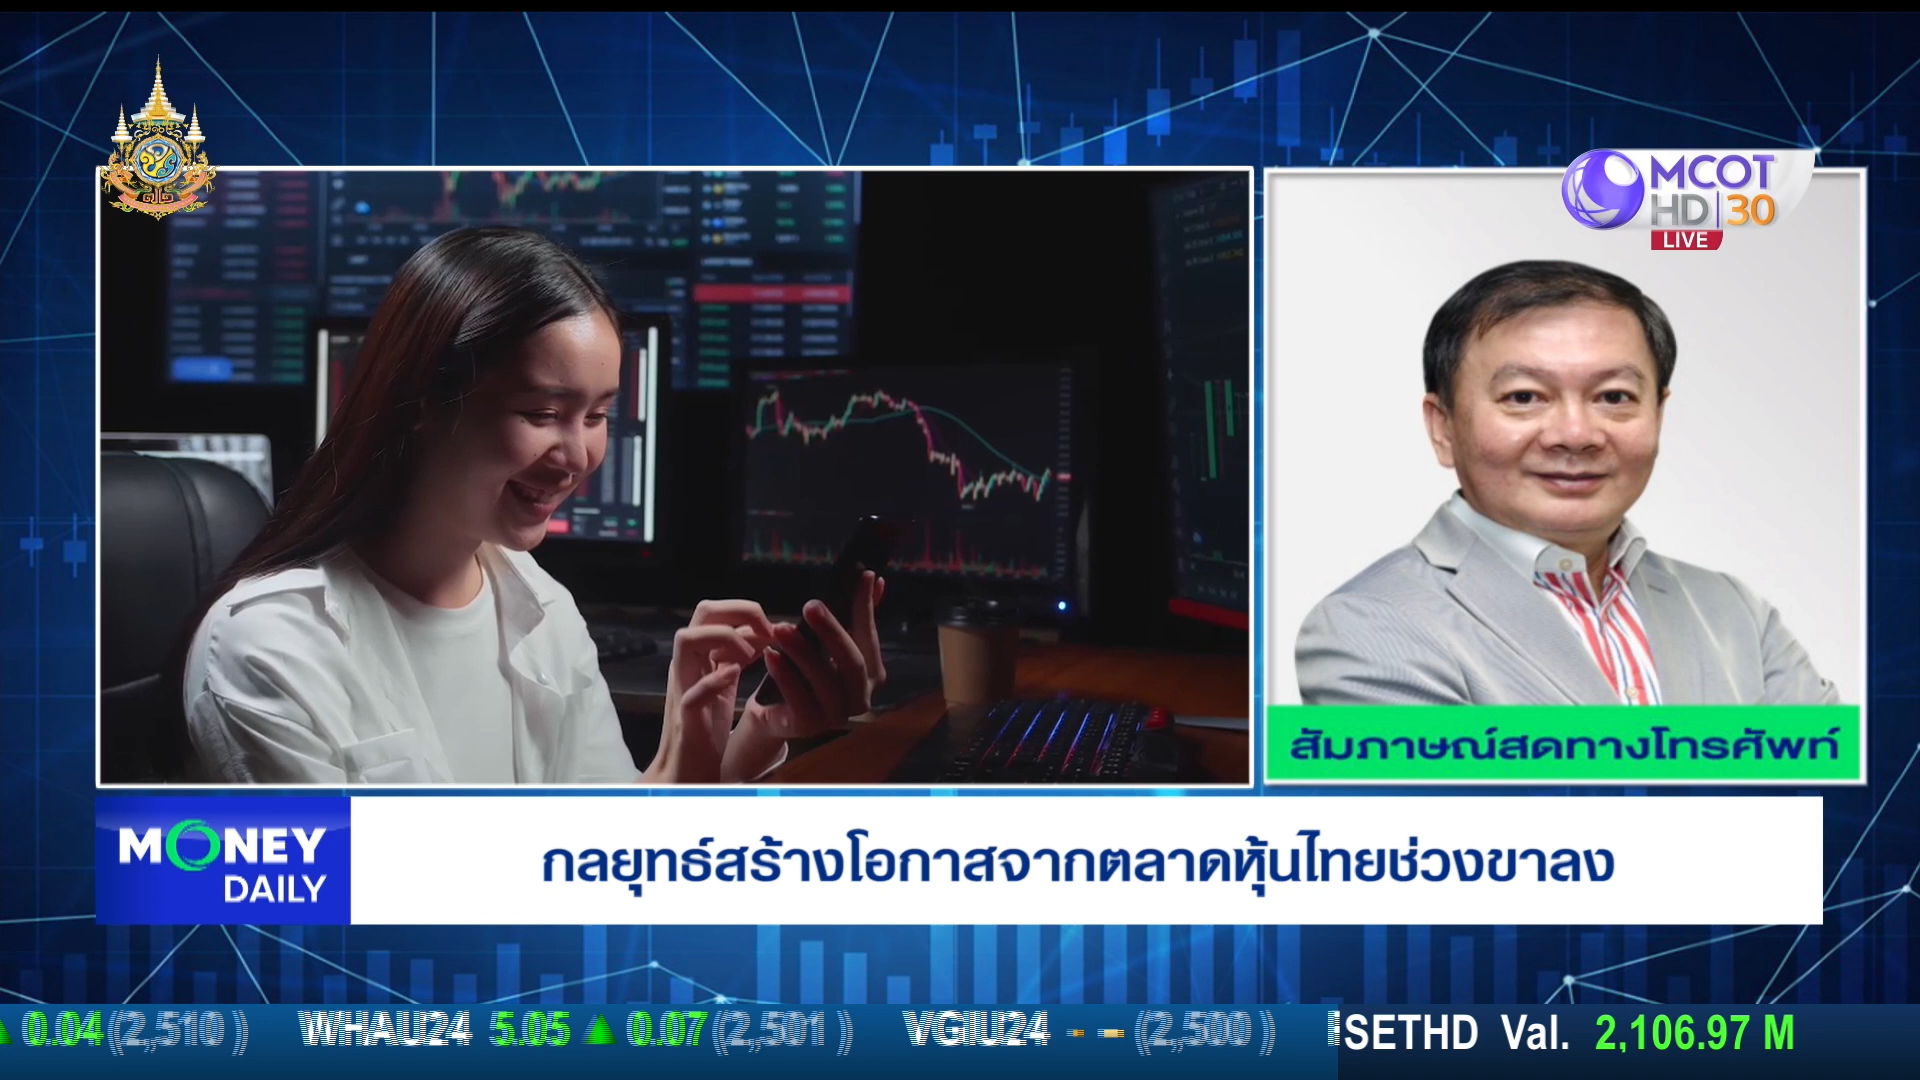 MCOT
HD 30
LIVE
สัมภาษณ์สดทางโทรศัพท์
MONEY
DAILY
กลยุทธ์สร้างโอกาสจากตลาดหุ้นไทยช่วงขาลง
0.04 (2,510) WHAU24 5.05 ▲ 0.07 (2,501) VGIU24 - - (2,500) SETHD Val. 2,106.97 M